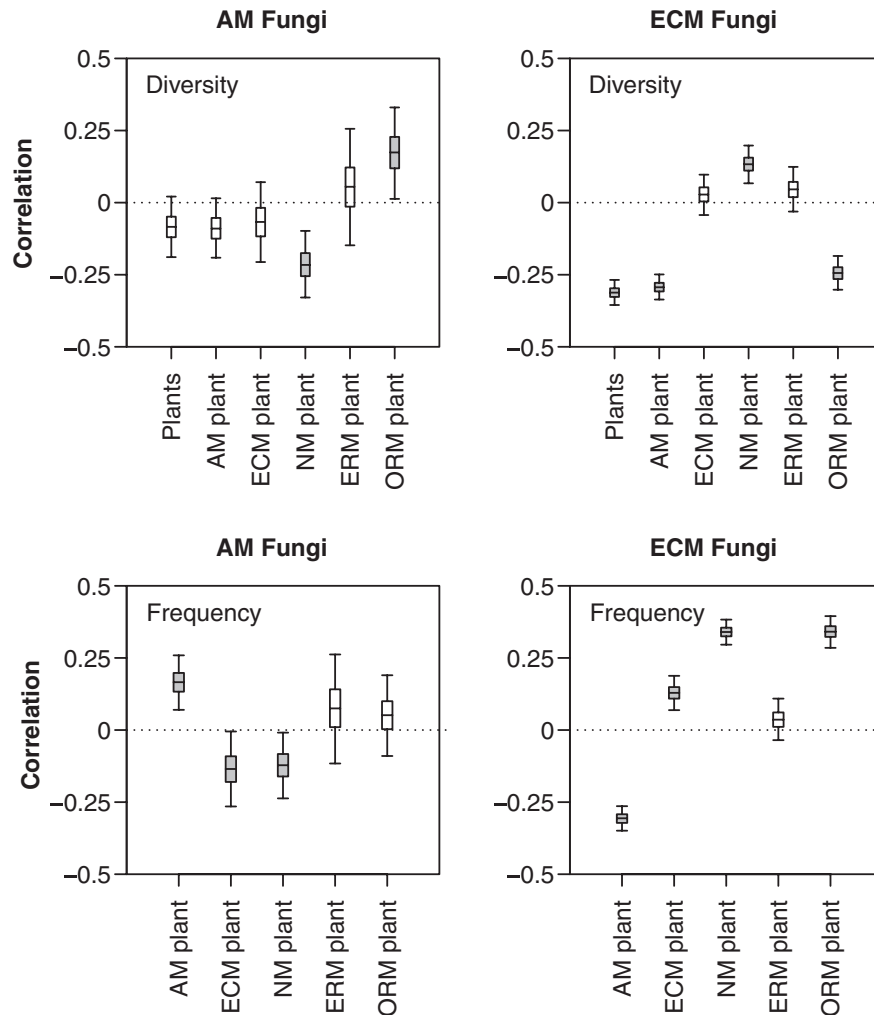 AM Fungi
ECM Fungi
Correlation
0.5
0.25
0
−0.25
−0.5
Diversity
Plants
AM plant
ECM plant
NM plant
ERM plant
ORM plant
0.5
0.25
0
−0.25
−0.5
Diversity
Plants
AM plant
ECM plant
NM plant
ERM plant
ORM plant
AM Fungi
ECM Fungi
Correlation
0.5
0.25
0
−0.25
−0.5
Frequency
AM plant
ECM plant
NM plant
ERM plant
ORM plant
0.5
0.25
0
−0.25
−0.5
Frequency
AM plant
ECM plant
NM plant
ERM plant
ORM plant